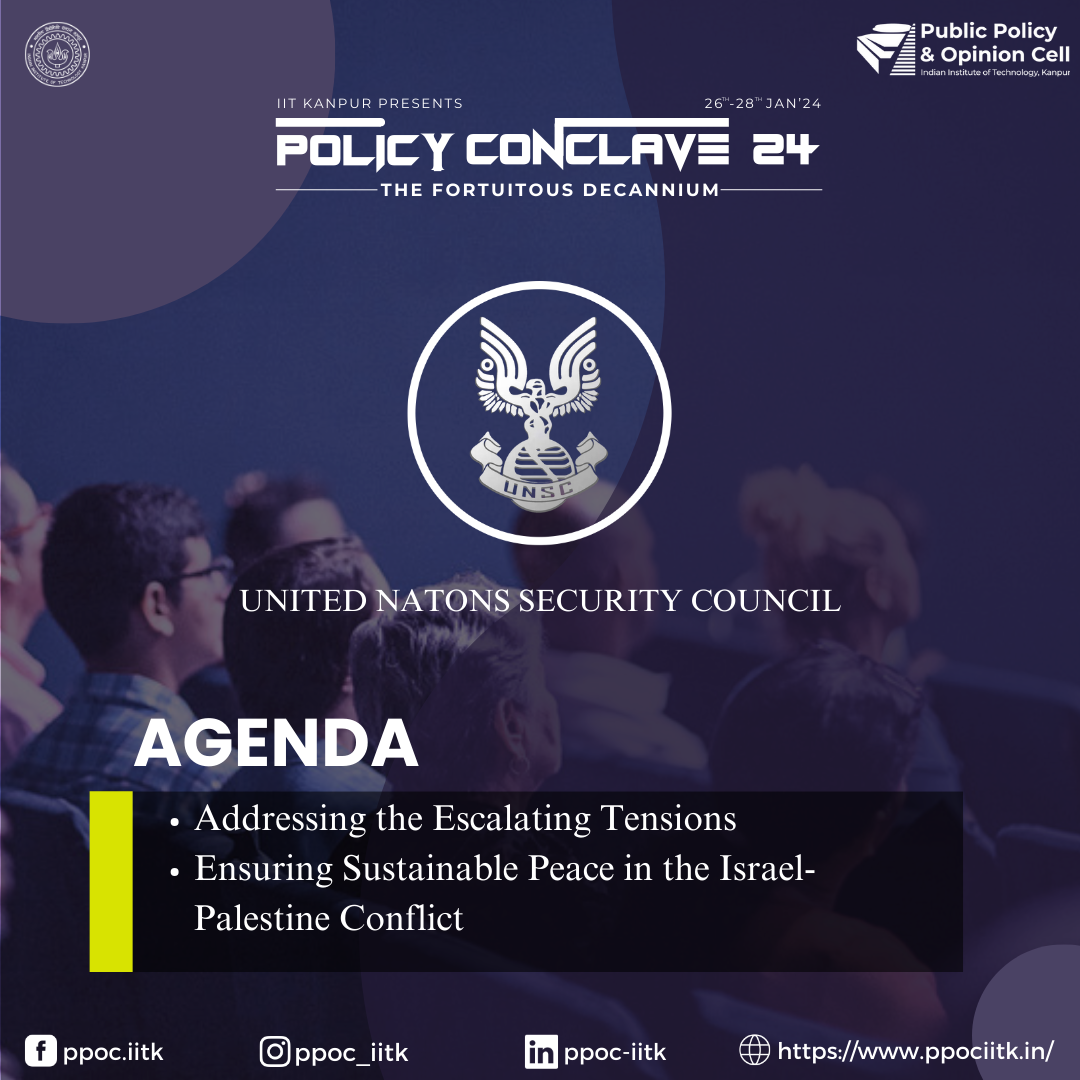 Public Policy
& Opinion Cell
Indian Institute of Technology, Kanpur
IIT KANPUR PRESENTS
26TH-28TH JAN'24
POLICY CONCLAVE 24
THE FORTUITOUS DECANNIUM
UNSC
UNITED NATONS SECURITY COUNCIL
AGENDA
• Addressing the Escalating Tensions
• Ensuring Sustainable Peace in the Israel-
Palestine Conflict
ppoc.iitk
ppoc_iitk
ppoc-iitk
https://www.ppociitk.in/